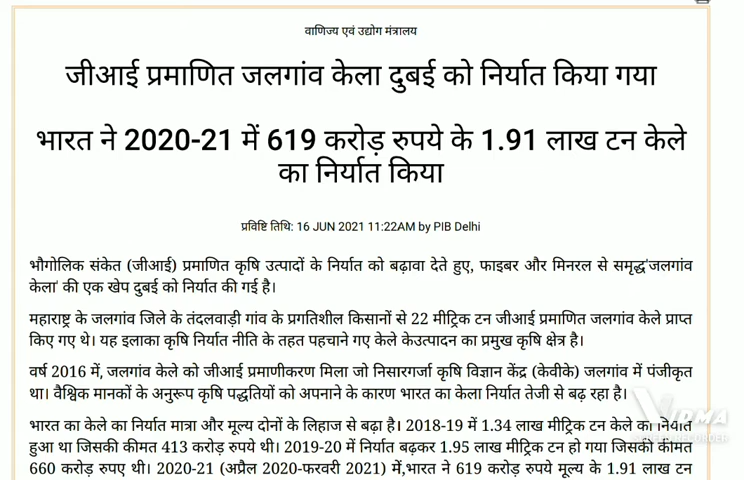 वाणिज्य एवं उद्योग मंत्रालय
जीआई प्रमाणित जलगांव केला दुबई को निर्यात किया गया
भारत ने 2020-21 में 619 करोड़ रुपये के 1.91 लाख टन केले
का निर्यात किया
प्रविष्टि तिथि: 16 JUN 2021 11:22AM by PIB Delhi
भौगोलिक संकेत (जीआई) प्रमाणित कृषि उत्पादों के निर्यात को बढ़ावा देते हुए, फाइबर और मिनरल से समृद्ध'जलगांव
केला' की एक खेप दुबई को निर्यात की गई है।
महाराष्ट्र के जलगांव जिले के तंदलवाड़ी गांव के प्रगतिशील किसानों से 22 मीट्रिक टन जीआई प्रमाणित जलगांव केले प्राप्त
किए गए थे। यह इलाका कृषि निर्यात नीति के तहत पहचाने गए केले केउत्पादन का प्रमुख कृषि क्षेत्र है।
वर्ष 2016 में, जलगांव केले को जीआई प्रमाणीकरण मिला जो निसारगर्जा कृषि विज्ञान केंद्र (केवीके) जलगांव में पंजीकृत
था। वैश्विक मानकों के अनुरूप कृषि पद्धतियों को अपनाने के कारण भारत का केला निर्यात तेजी से बढ़ रहा है।
भारत का केले का निर्यात मात्रा और मूल्य दोनों के लिहाज से बढ़ा है। 2018-19 में 1.34 लाख मीट्रिक टन केले का निर्यात
हुआ था जिसकी कीमत 413 करोड़ रुपये थी। 2019-20 में निर्यात बढ़कर 1.95 लाख मीट्रिक टन हो गया जिसकी कीमत
660 करोड़ रुपए थी। 2020-21 (अप्रैल 2020-फरवरी 2021) में,भारत ने 619 करोड़ रुपये मूल्य के 1.91 लाख टन
VIDMA
SCREEN RECORDER